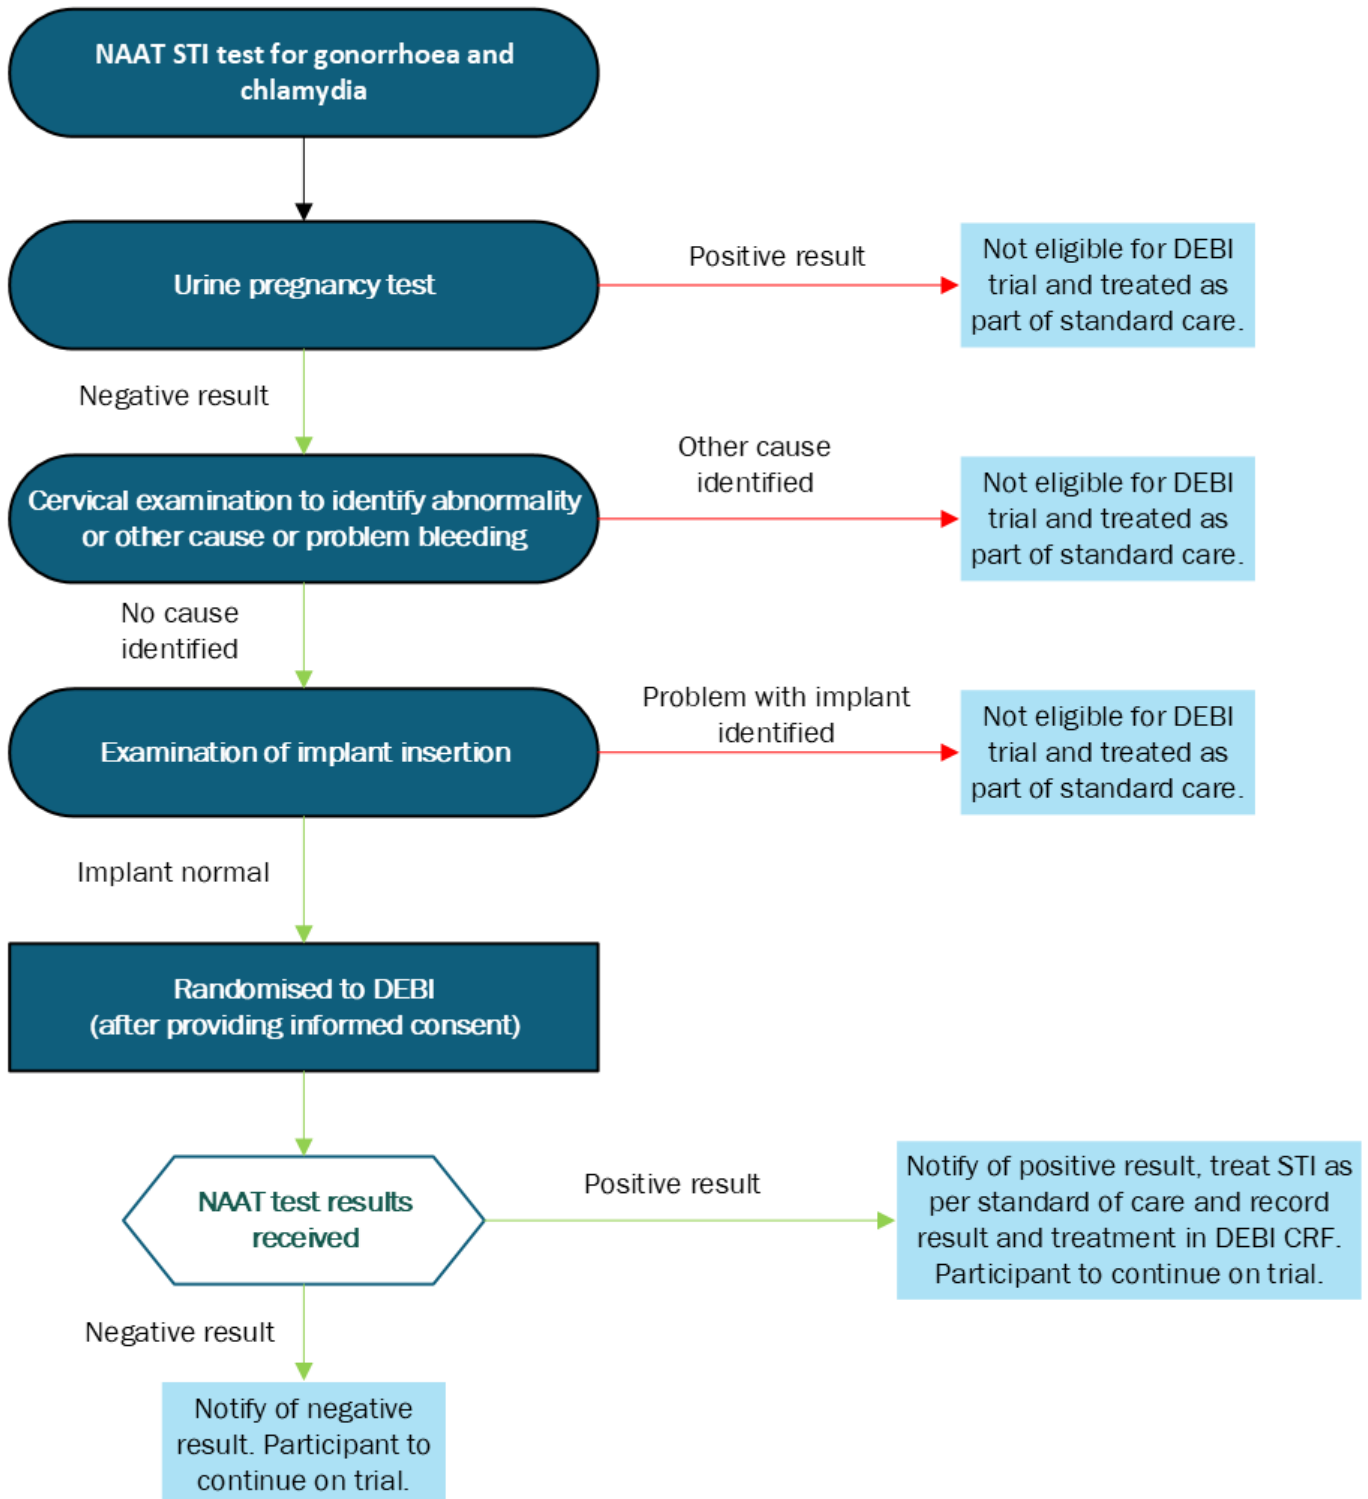 NAAT STI test for gonorrhoea and
chlamydia
Urine pregnancy test
Positive result
Not eligible for DEBI
trial and treated as
part of standard care.
Negative result
Cervical examination to identify abnormality
or other cause or problem bleeding
Other cause
identified
Not eligible for DEBI
trial and treated as
part of standard care.
No cause
identified
Examination of implant insertion
Problem with implant
identified
Not eligible for DEBI
trial and treated as
part of standard care.
Implant normal
Randomised to DEBI
(after providing informed consent)
NAAT test results
received
Positive result
Notify of positive result, treat STI as
per standard of care and record
result and treatment in DEBI CRF.
Participant to continue on trial.
Negative result
Notify of negative
result. Participant to
continue on trial.